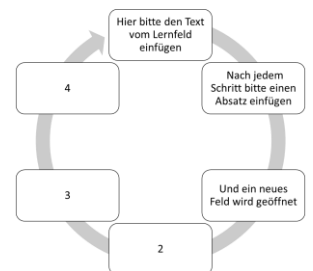 Hier bitte den Text
vom Lernfeld
einfügen
Nach jedem
Schritt bitte einen
Absatz einfügen
Und ein neues
Feld wird geöffnet
2
3
4